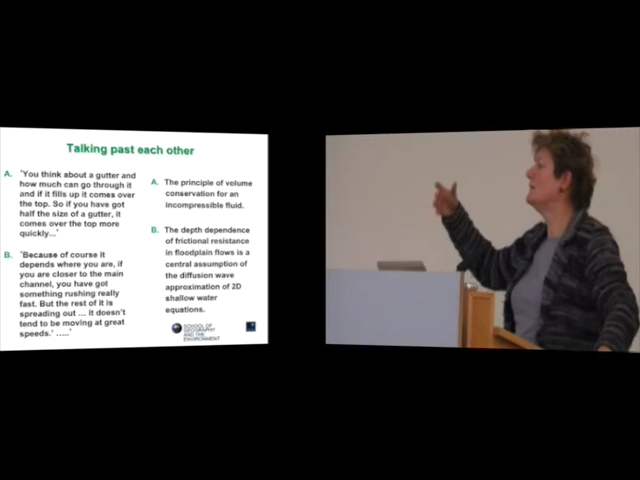 Talking past each other
A. 'You think about a gutter and
how much can go through it
and if it fills up it comes over
the top. So if you have got
half the size of a gutter, it
comes over the top more
quickly...'
B. 'Because of course it
depends where you are, if
you are closer to the main
channel, you have got
something rushing really
fast. But the rest of it is
spreading out ... it doesn't
tend to be moving at great
speeds.' .....'
A. The principle of volume
conservation for an
incompressible fluid.
B. The depth dependence
of frictional resistance
in floodplain flows is a
central assumption of
the diffusion wave
approximation of 2D
shallow water
equations.
SCHOOL OF
GEOGRAPHY
AND THE
ENVIRONMENT